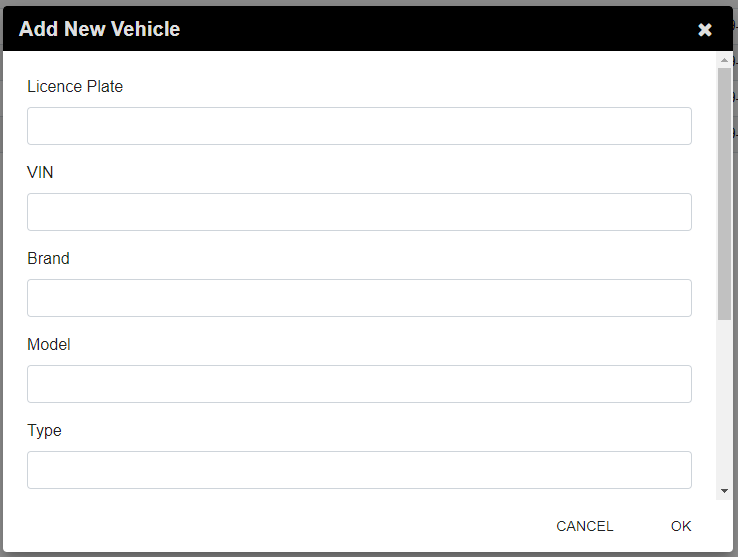 Add New Vehicle
Licence Plate
VIN
Brand
Model
Type
CANCEL OK